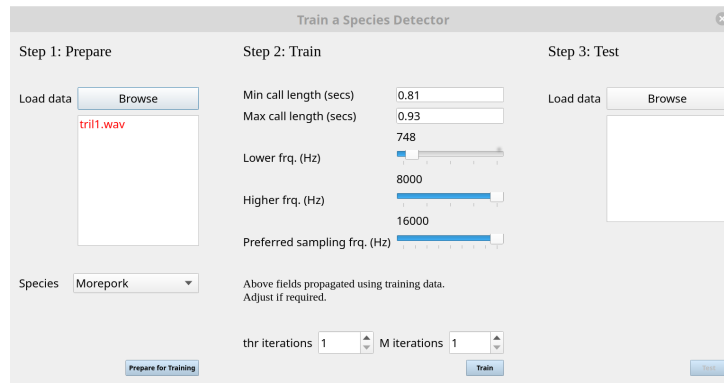 Train a Species Detector
Step 1: Prepare
Step 2: Train
Step 3: Test
Load data Browse
tril1.wav
Species Morepork
Prepare for Training
Min call length (secs) 0.81
Max call length (secs) 0.93
748
Lower frq. (Hz)
8000
Higher frq. (Hz)
16000
Preferred sampling frq. (Hz)
Above fields propagated using training data.
Adjust if required.
thr iterations 1 M iterations 1
Train
Load data Browse
Test